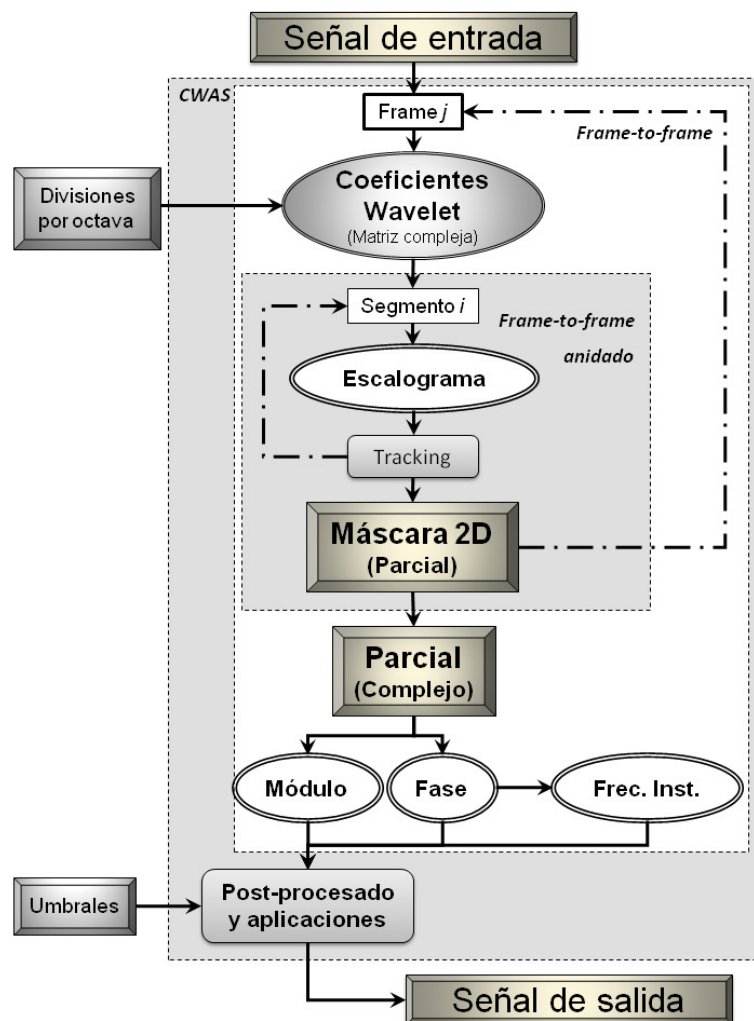 Señal de entrada
CWAS
Frame j
Frame-to-frame
Coeficientes
Wavelet
(Matriz compleja)
Divisiones
por octava
Segmento i
Frame-to-frame
anidado
Escalograma
Tracking
Máscara 2D
(Parcial)
Parcial
(Complejo)
Módulo
Fase
Frec. Inst.
Umbrales
Post-procesado
y aplicaciones
Señal de salida